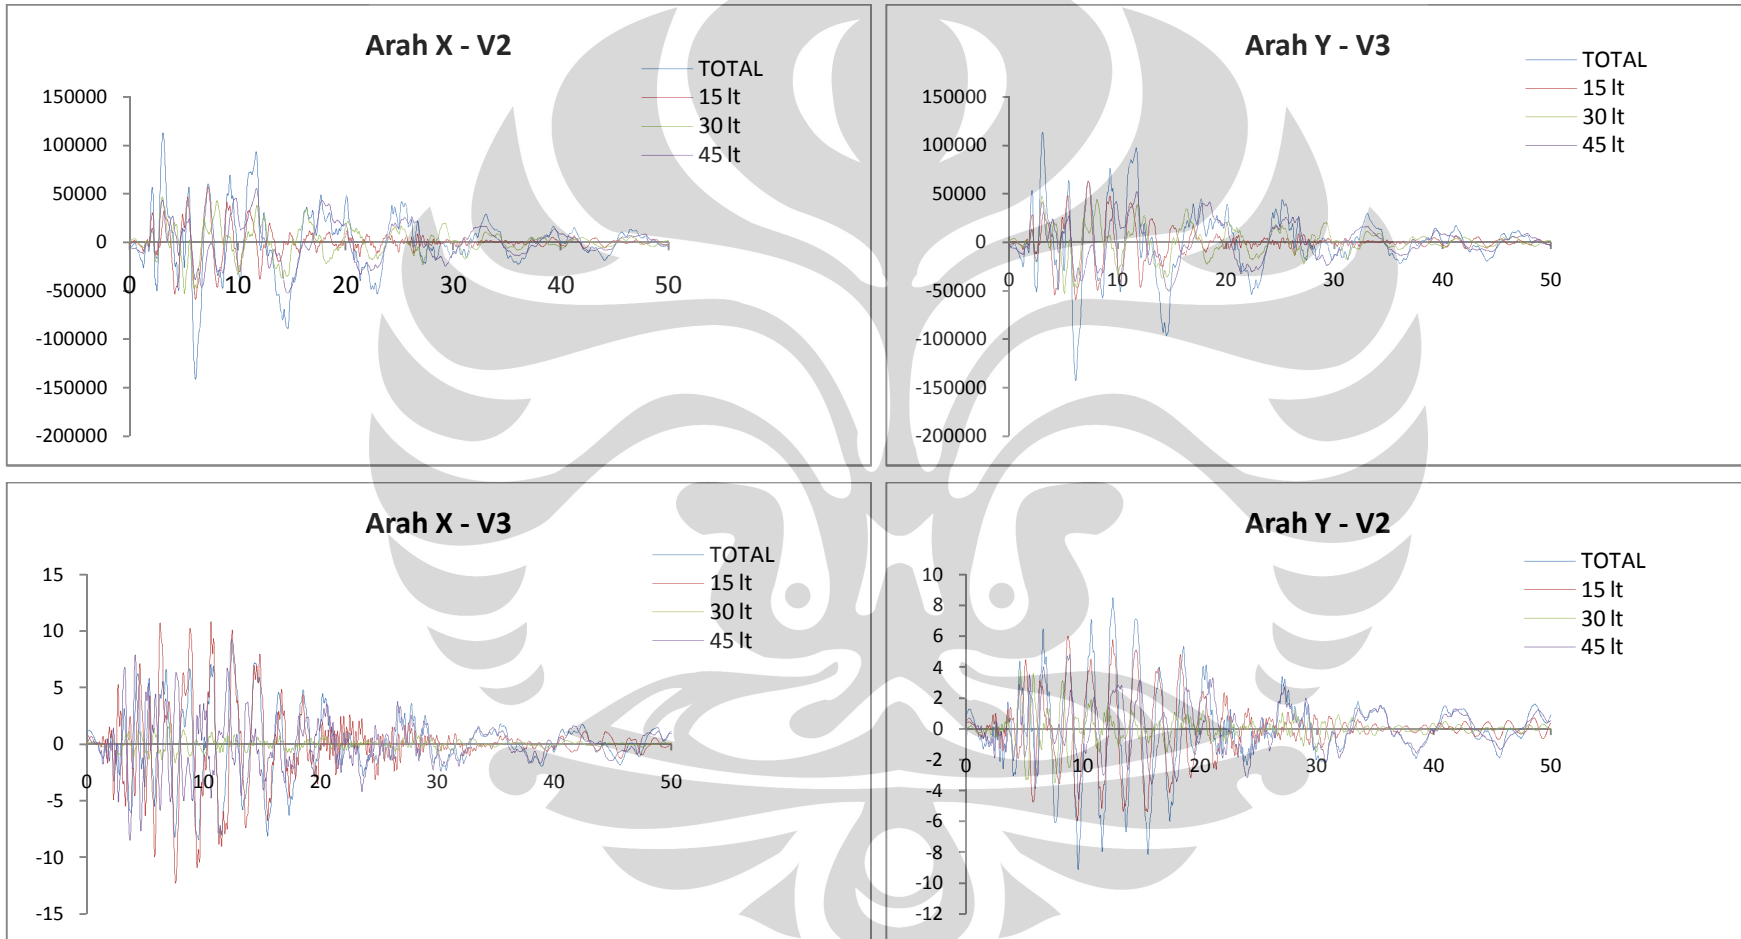 Arah X - V2
TOTAL
15 lt
30 lt
45 lt
150000
100000
50000
0
-50000
-100000
-150000
-200000
0 10 20 30 40 50
Arah Y - V3
TOTAL
15 lt
30 lt
45 lt
150000
100000
50000
0
-50000
-100000
-150000
-200000
0 10 20 30 40 50
Arah X - V3
TOTAL
15 lt
30 lt
45 lt
15
10
5
0
-5
-10
-15
0 10 20 30 40 50
Arah Y - V2
TOTAL
15 lt
30 lt
45 lt
10
8
6
4
2
0
-2
-4
-6
-8
-10
-12
0 10 20 30 40 50